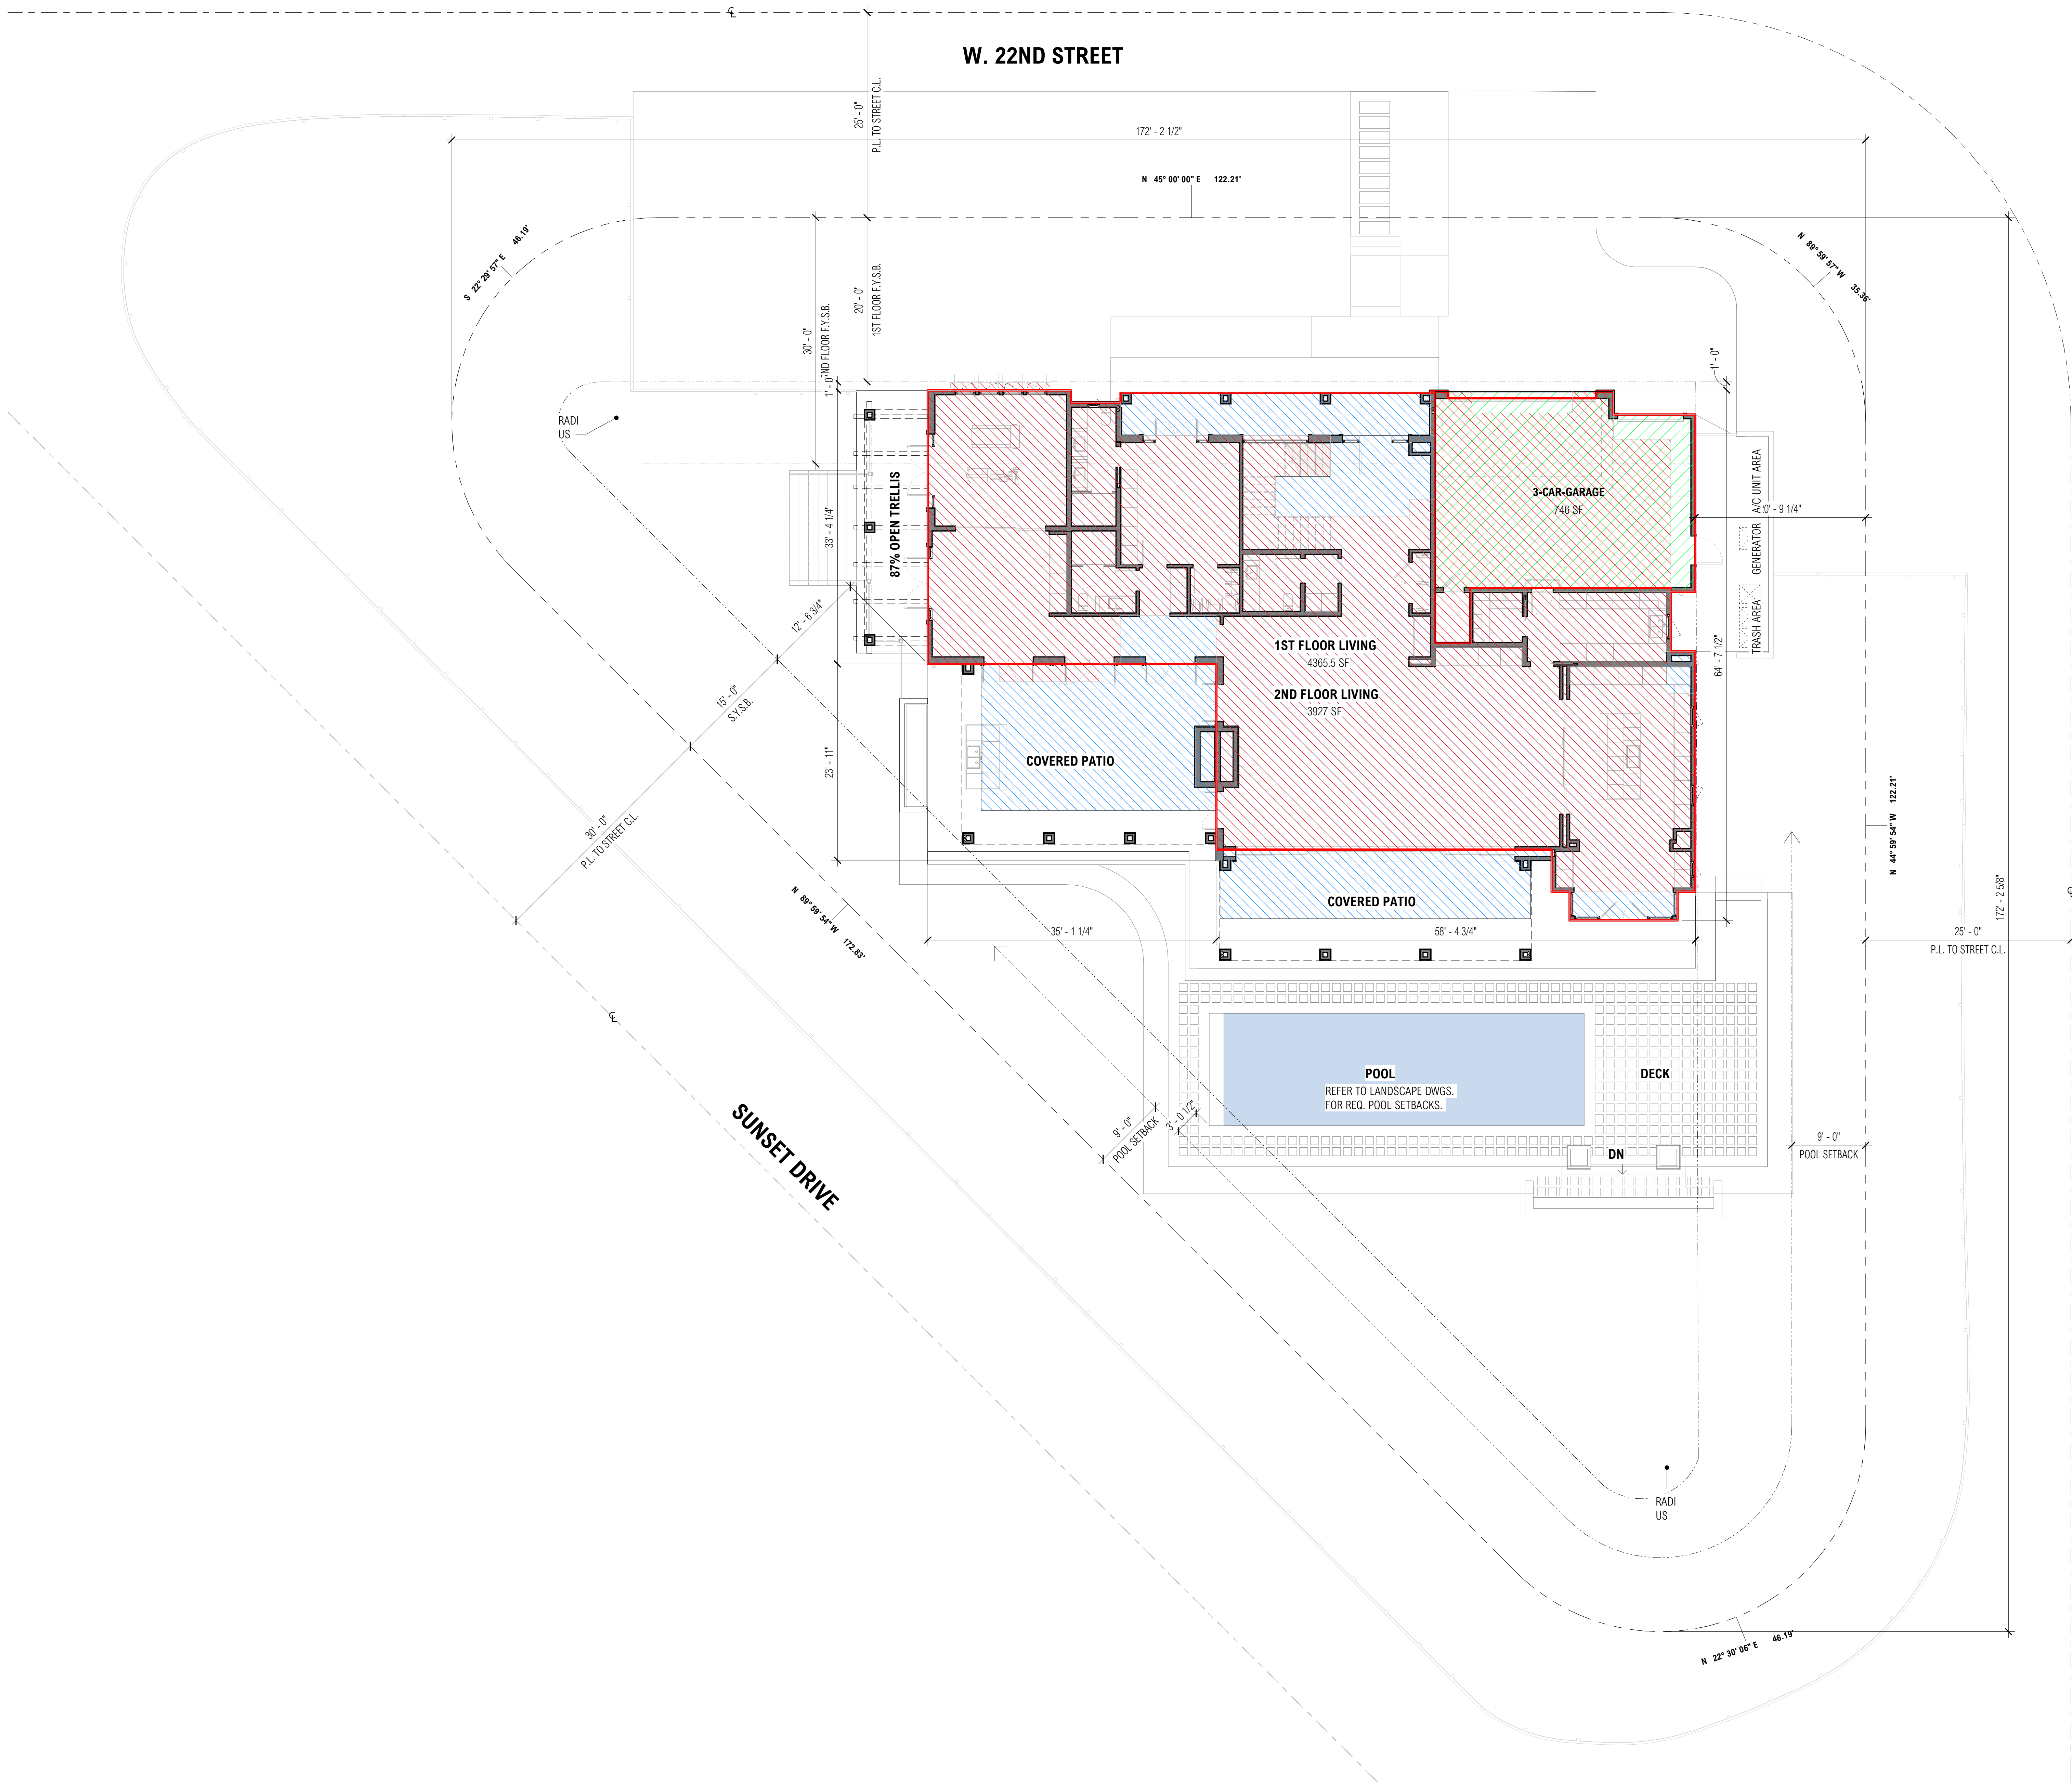 ℄
W. 22ND STREET
25' - 0"
P.L. TO STREET C.L.
172' - 2 1/2"
N 45° 00' 00" E 122.21'
S 22° 29' 57" E 46.19'
N 89° 59' 57" W 35.36'
20' - 0"
1ST FLOOR F.Y.S.B.
30' - 0"
ND FLOOR F.Y.S.B.
1' - 0"
1' - 0"
RADI
US
87% OPEN TRELLIS
33' - 4 1/4"
3-CAR-GARAGE
746 SF
A/C UNIT AREA
GENERATOR
TRASH AREA
0' - 9 1/4"
12' - 6 3/4"
1ST FLOOR LIVING
4365.5 SF
2ND FLOOR LIVING
3927 SF
64' - 7 1/2"
15' - 0"
S.Y.S.B.
23' - 11"
COVERED PATIO
30' - 0"
P.L. TO STREET C.L.
N 44° 59' 54" W 122.21'
172' - 2 5/8"
℄
COVERED PATIO
N 89° 59' 54" W 172.83'
35' - 1 1/4"
58' - 4 3/4"
25' - 0"
P.L. TO STREET C.L.
℄
POOL
REFER TO LANDSCAPE DWGS.
FOR REQ. POOL SETBACKS.
DECK
SUNSET DRIVE
9' - 0"
POOL SETBACK
3' - 0 1/2"
DN
9' - 0"
POOL SETBACK
RADI
US
N 22° 30' 06" E 46.19'